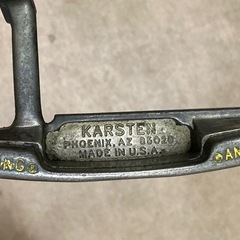 KARSTEN
PHOENIX, AZ 85029
MADE IN U.S.A.